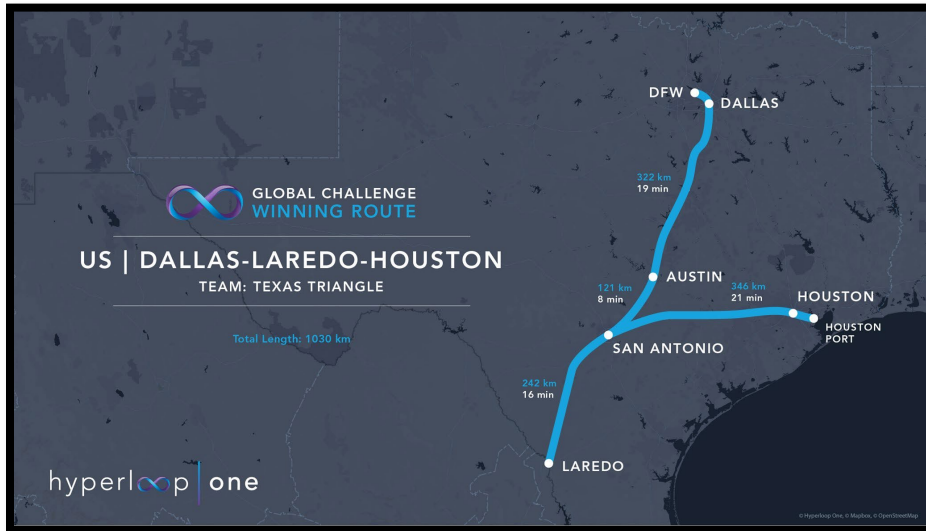 DFW
DALLAS
322 km
19 min
GLOBAL CHALLENGE
WINNING ROUTE
US | DALLAS-LAREDO-HOUSTON
TEAM: TEXAS TRIANGLE
AUSTIN
121 km
8 min
346 km
21 min
HOUSTON
HOUSTON
PORT
Total Length: 1030 km
SAN ANTONIO
242 km
16 min
LAREDO
hyperloop | one
© Hyperloop One, © Mapbox, © OpenStreetMap